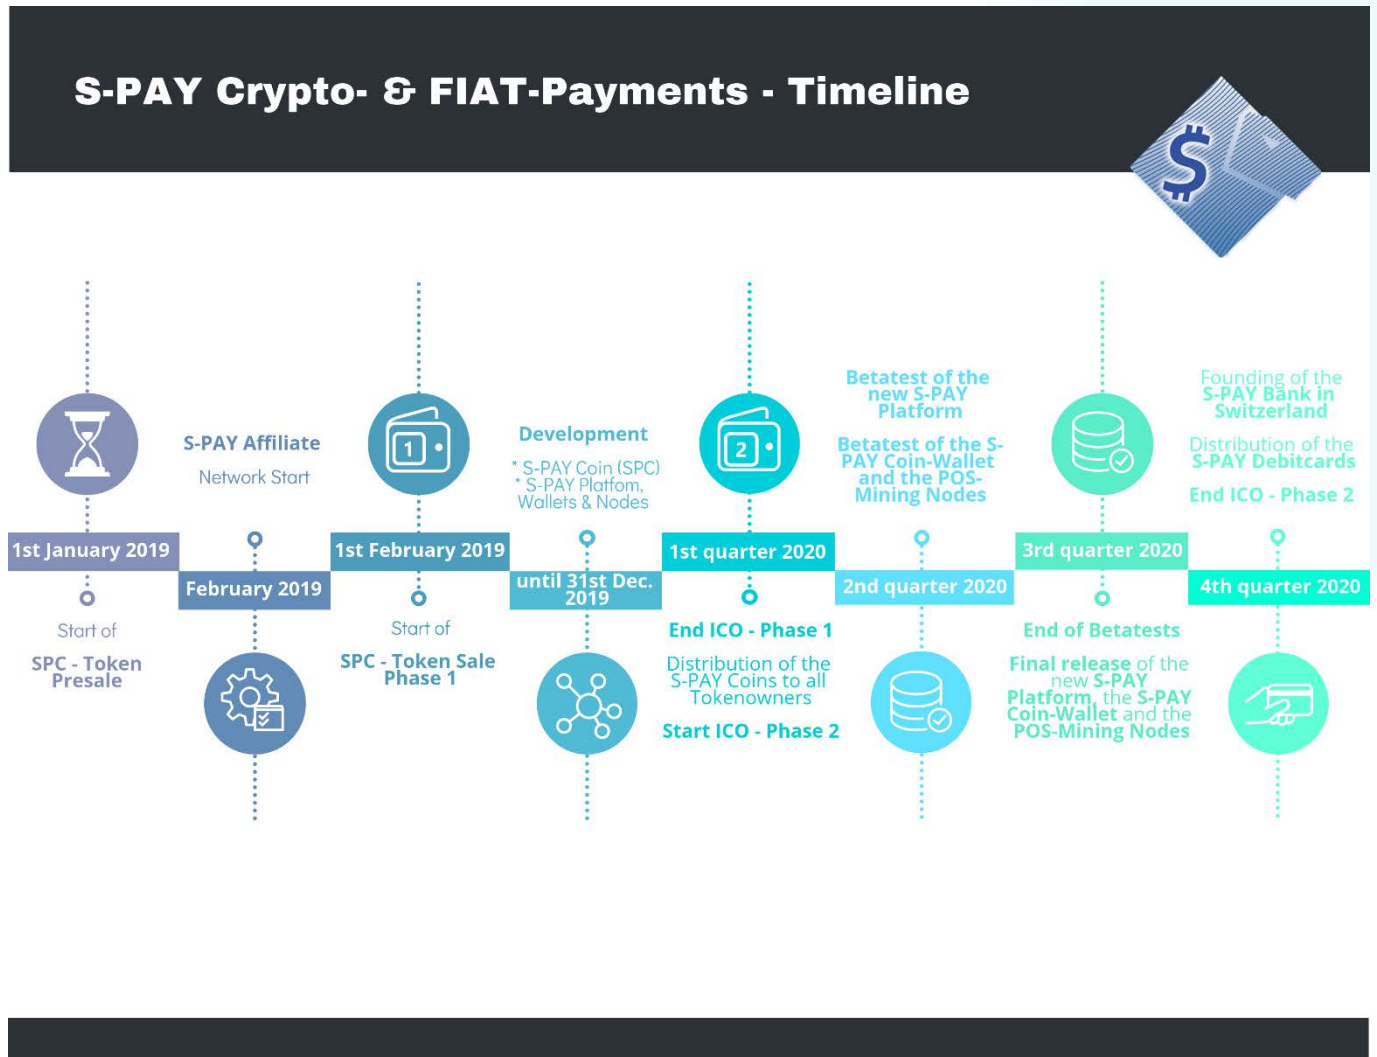 S-PAY Crypto- & FIAT-Payments - Timeline
$
1st January 2019
Start of
SPC - Token
Presale
S-PAY Affiliate
Network Start
February 2019
1
1st February 2019
Start of
SPC - Token Sale
Phase 1
Development
* S-PAY Coin (SPC)
* S-PAY Platfom,
Wallets & Nodes
until 31st Dec.
2019
2
1st quarter 2020
End ICO - Phase 1
Distribution of the
S-PAY Coins to all
Tokenowners
Start ICO - Phase 2
Betatest of the
new S-PAY
Platform
Betatest of the S-
PAY Coin-Wallet
and the POS-
Mining Nodes
2nd quarter 2020
3rd quarter 2020
End of Betatests
Final release of the
new S-PAY
Platform, the S-PAY
Coin-Wallet and the
POS-Mining Nodes
Founding of the
S-PAY Bank in
Switzerland
Distribution of the
S-PAY Debitcards
End ICO - Phase 2
4th quarter 2020